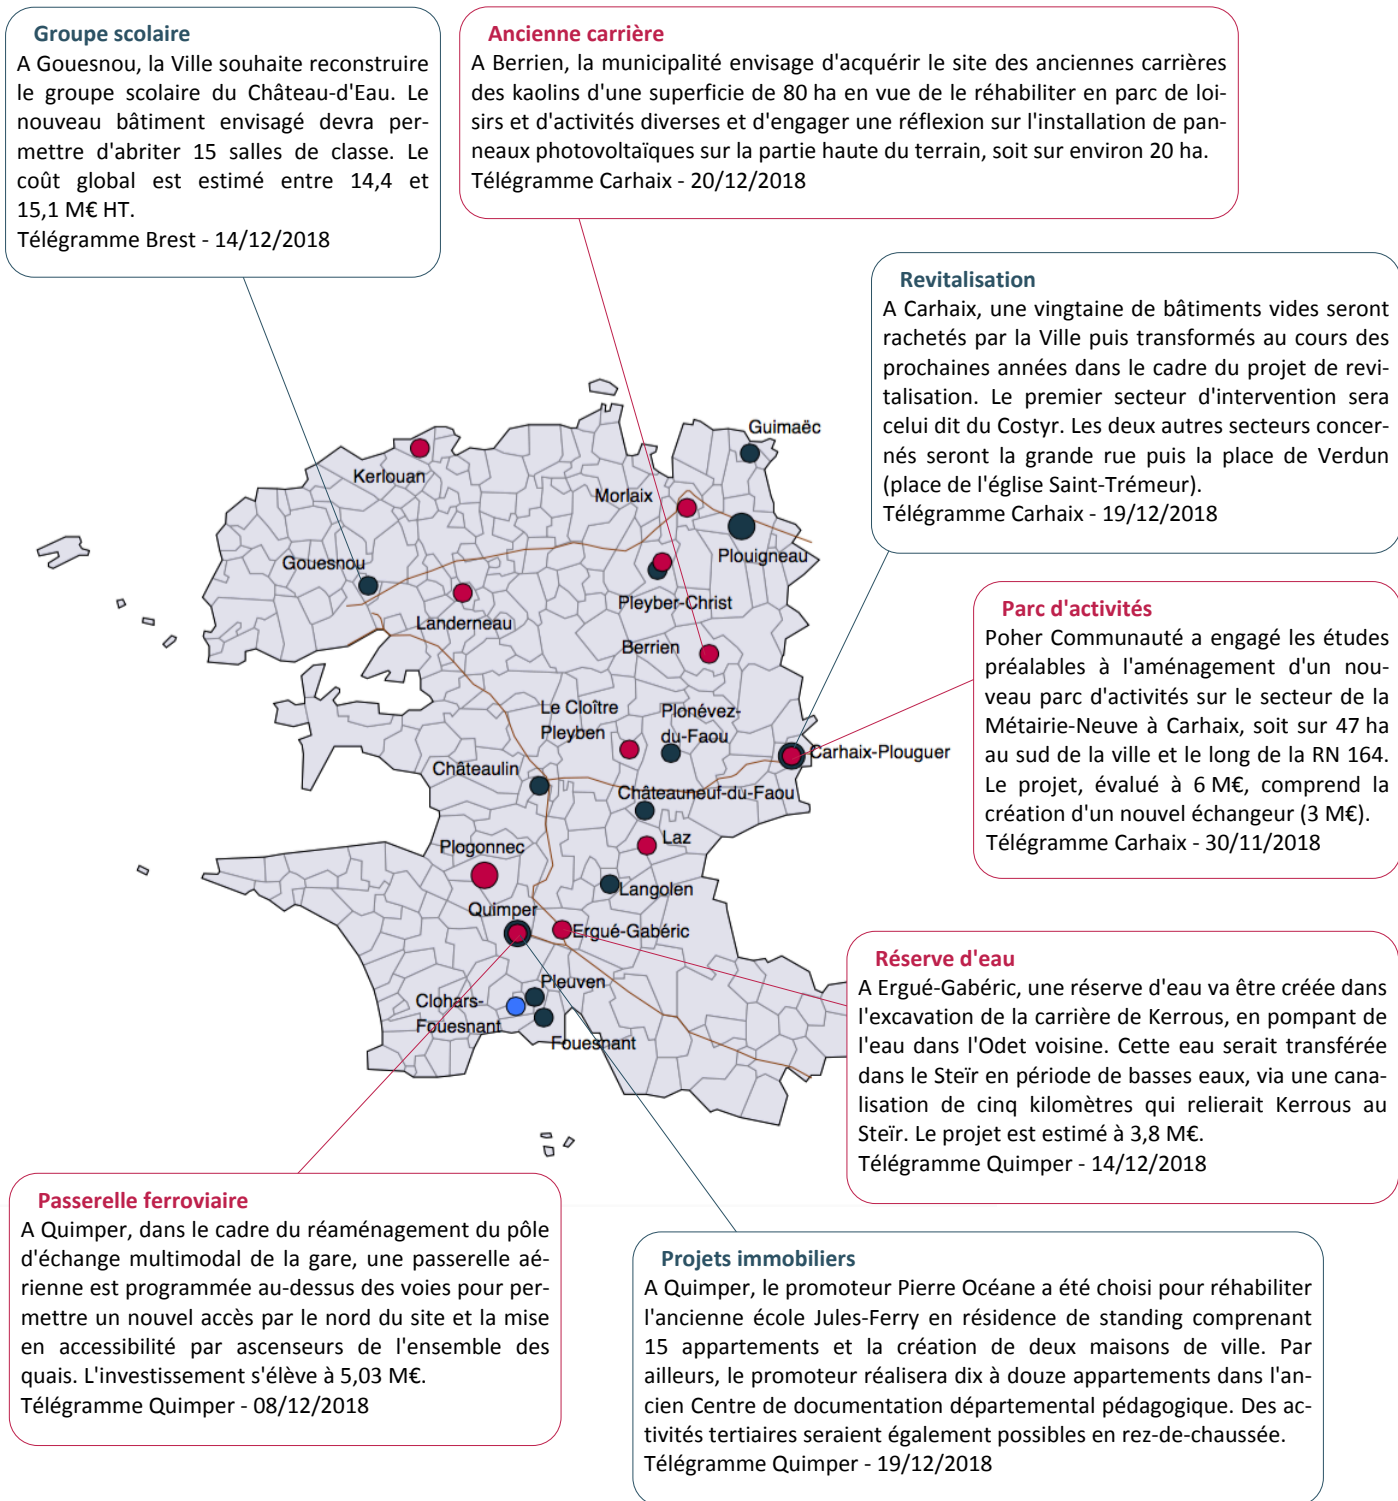 Groupe scolaire
A Gouesnou, la Ville souhaite reconstruire
le groupe scolaire du Château-d'Eau. Le
nouveau bâtiment envisagé devra per-
mettre d'abriter 15 salles de classe. Le
coût global est estimé entre 14,4 et
15,1 M€ HT.
Télégramme Brest - 14/12/2018
Ancienne carrière
A Berrien, la municipalité envisage d'acquérir le site des anciennes carrières
des kaolins d'une superficie de 80 ha en vue de le réhabiliter en parc de loi-
sirs et d'activités diverses et d'engager une réflexion sur l'installation de pan-
neaux photovoltaïques sur la partie haute du terrain, soit sur environ 20 ha.
Télégramme Carhaix - 20/12/2018
Revitalisation
A Carhaix, une vingtaine de bâtiments vides seront
rachetés par la Ville puis transformés au cours des
prochaines années dans le cadre du projet de revi-
talisation. Le premier secteur d'intervention sera
celui dit du Costyr. Les deux autres secteurs concer-
nés seront la grande rue puis la place de Verdun
(place de l'église Saint-Trémeur).
Télégramme Carhaix - 19/12/2018
Guimaëc
Kerlouan
Morlaix
Plouigneau
Gouesnou
Pleyber-Christ
Landerneau
Berrien
Le Cloître
Pleyben
Plonévez-
du-Faou
Carhaix-Plouguer
Châteaulin
Châteauneuf-du-Faou
Laz
Plogonnec
Langolen
Quimper
Ergué-Gabéric
Pleuven
Clohars-
Fouesnant
Fouesnant
Parc d'activités
Poher Communauté a engagé les études
préalables à l'aménagement d'un nou-
veau parc d'activités sur le secteur de la
Métairie-Neuve à Carhaix, soit sur 47 ha
au sud de la ville et le long de la RN 164.
Le projet, évalué à 6 M€, comprend la
création d'un nouvel échangeur (3 M€).
Télégramme Carhaix - 30/11/2018
Réserve d'eau
A Ergué-Gabéric, une réserve d'eau va être créée dans
l'excavation de la carrière de Kerrous, en pompant de
l'eau dans l'Odet voisine. Cette eau serait transférée
dans le Steïr en période de basses eaux, via une cana-
lisation de cinq kilomètres qui relierait Kerrous au
Steïr. Le projet est estimé à 3,8 M€.
Télégramme Quimper - 14/12/2018
Passerelle ferroviaire
A Quimper, dans le cadre du réaménagement du pôle
d'échange multimodal de la gare, une passerelle aé-
rienne est programmée au-dessus des voies pour per-
mettre un nouvel accès par le nord du site et la mise
en accessibilité par ascenseurs de l'ensemble des
quais. L'investissement s'élève à 5,03 M€.
Télégramme Quimper - 08/12/2018
Projets immobiliers
A Quimper, le promoteur Pierre Océane a été choisi pour réhabiliter
l'ancienne école Jules-Ferry en résidence de standing comprenant
15 appartements et la création de deux maisons de ville. Par
ailleurs, le promoteur réalisera dix à douze appartements dans l'an-
cien Centre de documentation départemental pédagogique. Des ac-
tivités tertiaires seraient également possibles en rez-de-chaussée.
Télégramme Quimper - 19/12/2018